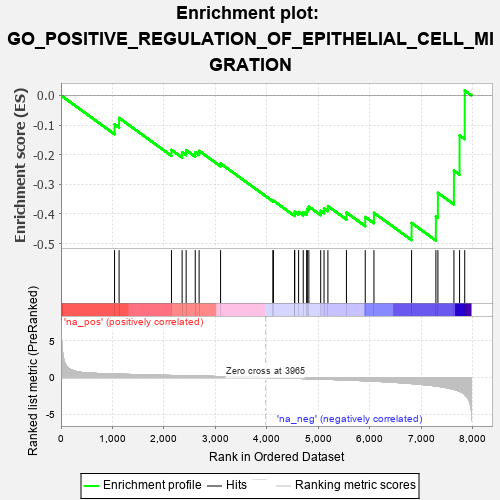 Enrichment plot:
GO_POSITIVE_REGULATION_OF_EPITHELIAL_CELL_MI
GRATION
Enrichment score (ES)
0.0
-0.1
-0.2
-0.3
-0.4
-0.5
'na_pos' (positively correlated)
Ranked list metric (PreRanked)
5
0
-5
Zero cross at 3965
'na_neg' (negatively correlated)
0
1,000
2,000
3,000
4,000
5,000
6,000
7,000
8,000
Rank in Ordered Dataset
Enrichment profile
Hits
Ranking metric scores